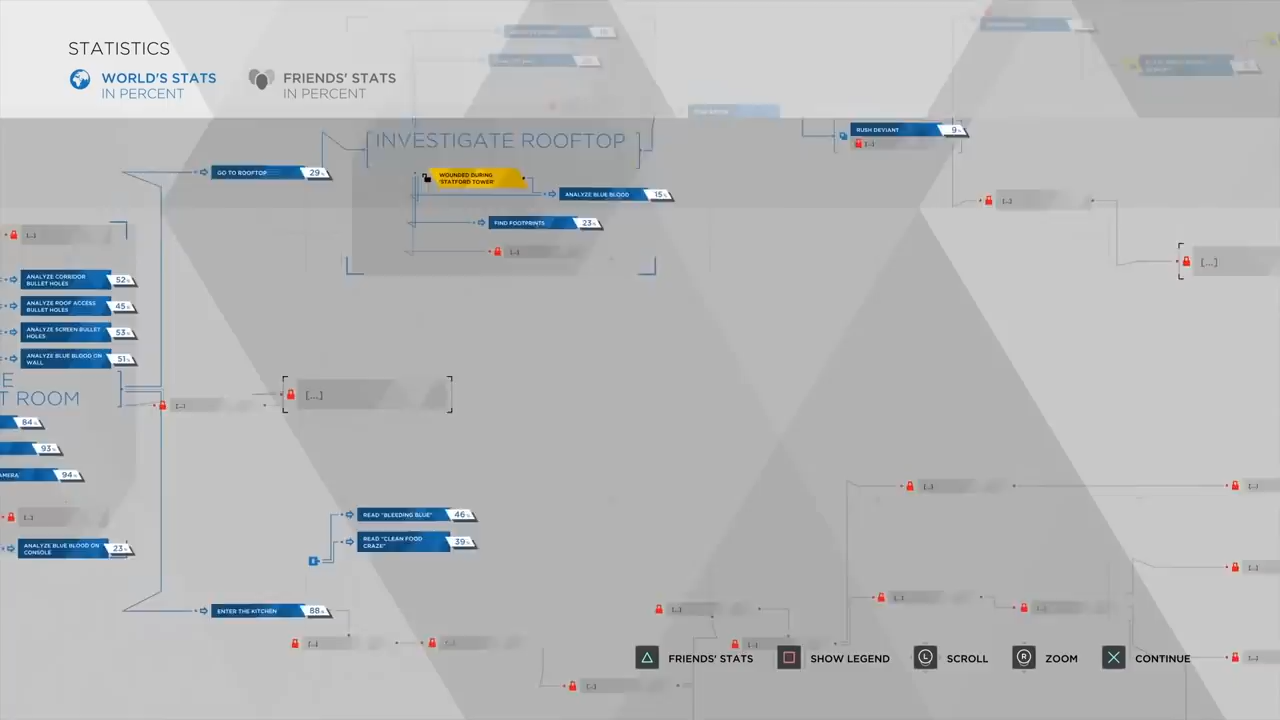 STATISTICS
WORLD'S STATS
IN PERCENT
FRIENDS' STATS
IN PERCENT
INVESTIGATE ROOFTOP
RUSH DEVIANT 9%
[...]
GO TO ROOFTOP 29%
WOUNDED DURING
"STATFORD TOWER"
ANALYZE BLUE BLOOD 15%
FIND FOOTPRINTS 23%
[...]
[...]
[...]
[...]
ANALYZE CORRIDOR
BULLET HOLES 52%
ANALYZE ROOF ACCESS
BULLET HOLES 45%
ANALYZE SCREEN BULLET
HOLES 53%
ANALYZE BLUE BLOOD ON
WALL 51%
E
T ROOM
[...]
[...]
84%
93%
AMERA 94%
[...]
ANALYZE BLUE BLOOD ON
CONSOLE 23%
READ "BLEEDING BLUE" 46%
READ "CLEAN FOOD
CRAZE" 39%
[...]
[...]
[...]
ENTER THE KITCHEN 88%
[...]
[...]
[...]
[...]
[...]
[...]
[...]
[...]
[...]
FRIENDS' STATS
SHOW LEGEND
L
SCROLL
R
ZOOM
CONTINUE